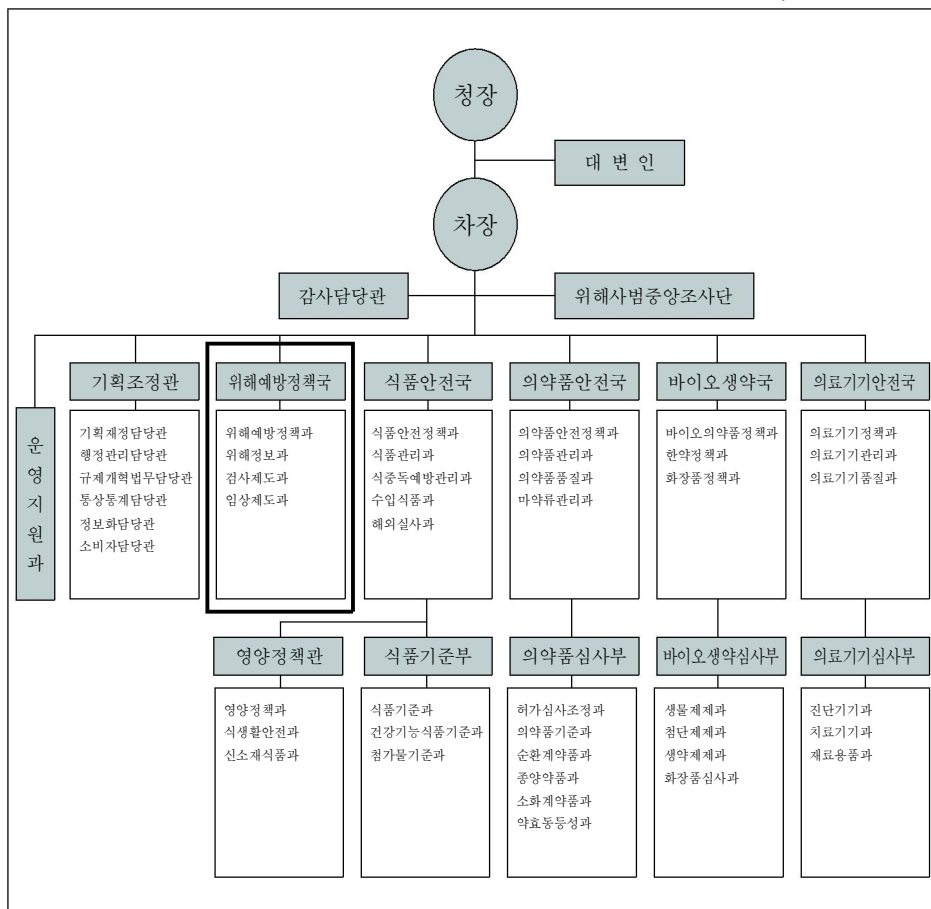 청장
대 변 인
차장
감사담당관
위해사범중앙조사단
운영지원과
기획조정관
기획재정담당관
행정관리담당관
규제개혁법무담당관
통상통계담당관
정보화담당관
소비자담당관
위해예방정책국
위해예방정책과
위해정보과
검사제도과
임상제도과
식품안전국
식품안전정책과
식품관리과
식중독예방관리과
수입식품과
해외실사과
의약품안전국
의약품안전정책과
의약품관리과
의약품품질과
마약류관리과
바이오생약국
바이오의약품정책과
한약정책과
화장품정책과
의료기기안전국
의료기기정책과
의료기기관리과
의료기기품질과
영양정책관
영양정책과
식생활안전과
신소재식품과
식품기준부
식품기준과
건강기능식품기준과
첨가물기준과
의약품심사부
허가심사조정과
의약품기준과
순환계약품과
종양약품과
소화계약품과
약효동등성과
바이오생약심사부
생물제제과
첨단제제과
생약제제과
화장품심사과
의료기기심사부
진단기기과
치료기기과
재료용품과